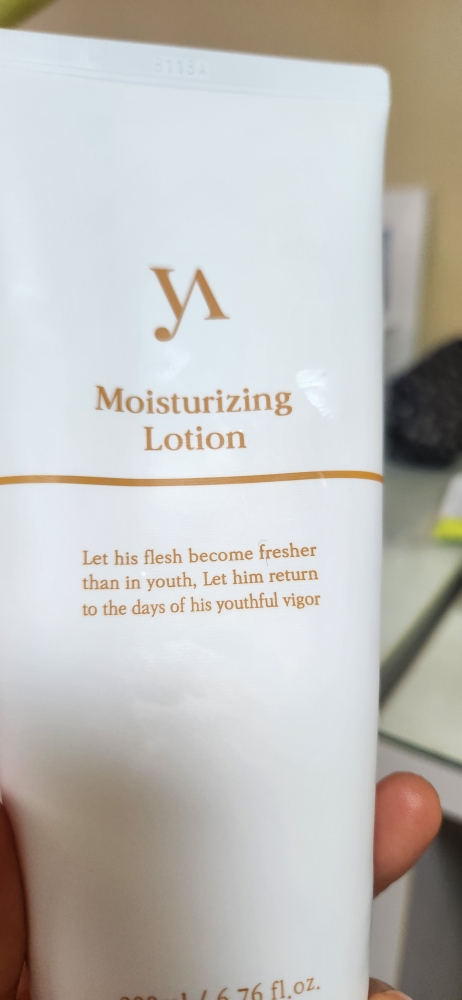 yA
Moisturizing
Lotion
Let his flesh become fresher
than in youth, Let him return
to the days of his youthful vigor
/ 6.76 fl.oz.